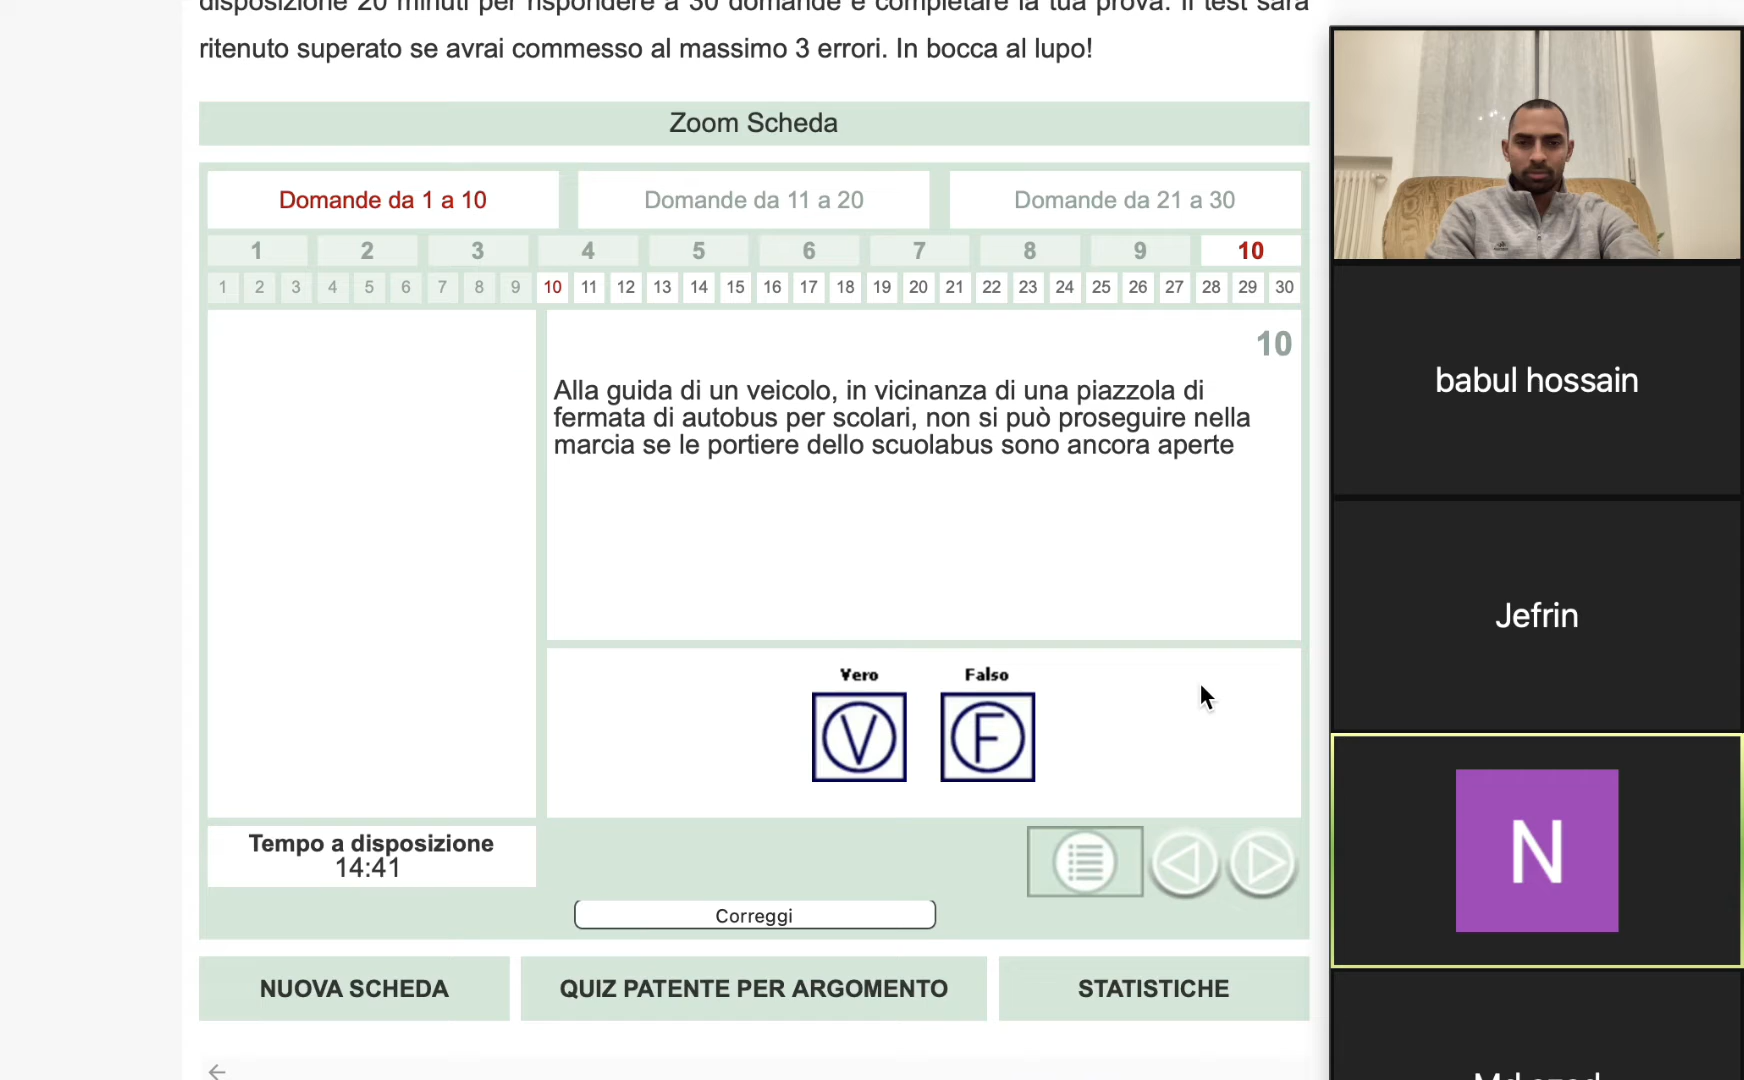 ritenuto superato se avrai commesso al massimo 3 errori. In bocca al lupo!
Zoom Scheda
Domande da 1 a 10 Domande da 11 a 20 Domande da 21 a 30
1 2 3 4 5 6 7 8 9 10
1 2 3 4 5 6 7 8 9 10 11 12 13 14 15 16 17 18 19 20 21 22 23 24 25 26 27 28 29 30
10
Alla guida di un veicolo, in vicinanza di una piazzola di
fermata di autobus per scolari, non si può proseguire nella
marcia se le portiere dello scuolabus sono ancora aperte
Vero Falso
V F
Tempo a disposizione
14:41
Correggi
NUOVA SCHEDA QUIZ PATENTE PER ARGOMENTO STATISTICHE
babul hossain
Jefrin
N